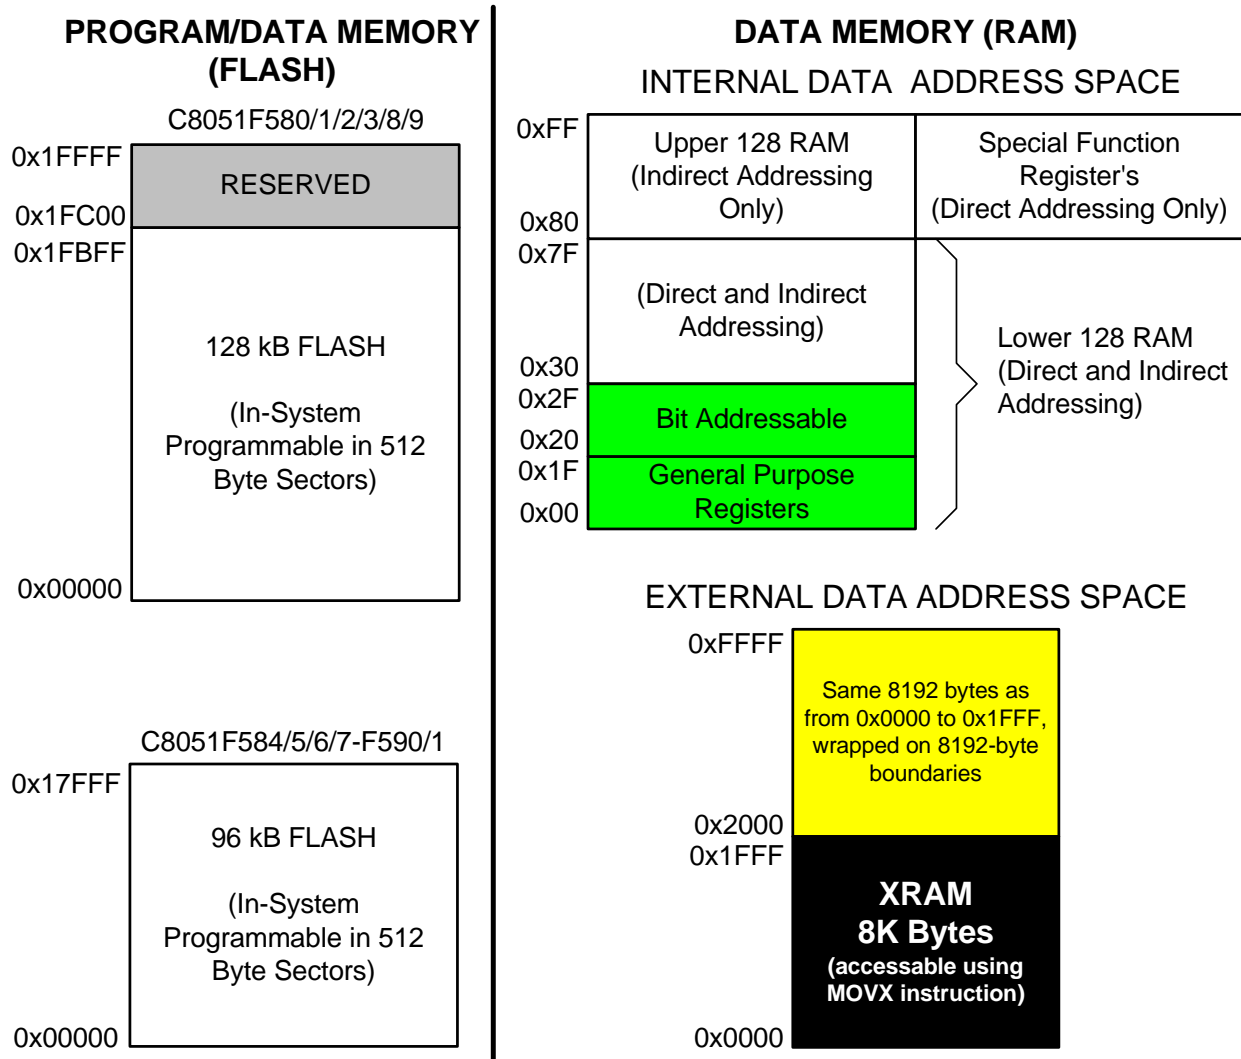 PROGRAM/DATA MEMORY
(FLASH)
C8051F580/1/2/3/8/9
0x1FFFF
RESERVED
0x1FC00
0x1FBFF
128 kB FLASH
(In-System
Programmable in 512
Byte Sectors)
0x00000
C8051F584/5/6/7-F590/1
0x17FFF
96 kB FLASH
(In-System
Programmable in 512
Byte Sectors)
0x00000
DATA MEMORY (RAM)
INTERNAL DATA ADDRESS SPACE
0xFF
Upper 128 RAM
(Indirect Addressing
Only)
0x80
Special Function
Register's
(Direct Addressing Only)
0x7F
(Direct and Indirect
Addressing)
0x30
Lower 128 RAM
(Direct and Indirect
Addressing)
0x2F
Bit Addressable
0x20
0x1F
General Purpose
Registers
0x00
EXTERNAL DATA ADDRESS SPACE
0xFFFF
Same 8192 bytes as
from 0x0000 to 0x1FFF,
wrapped on 8192-byte
boundaries
0x2000
0x1FFF
XRAM
8K Bytes
(accessable using
MOVX instruction)
0x0000